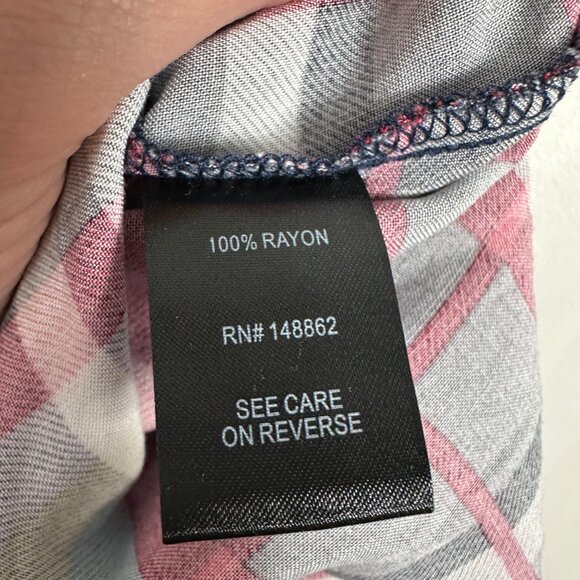 100% RAYON
RN# 148862
SEE CARE
ON REVERSE